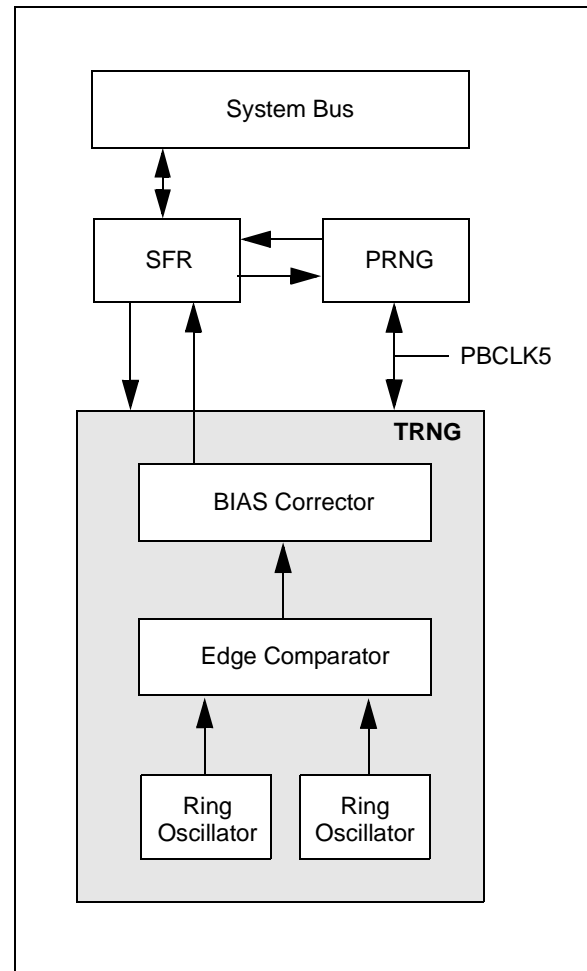 System Bus
SFR
PRNG
PBCLK5
TRNG
BIAS Corrector
Edge Comparator
Ring
Oscillator
Ring
Oscillator